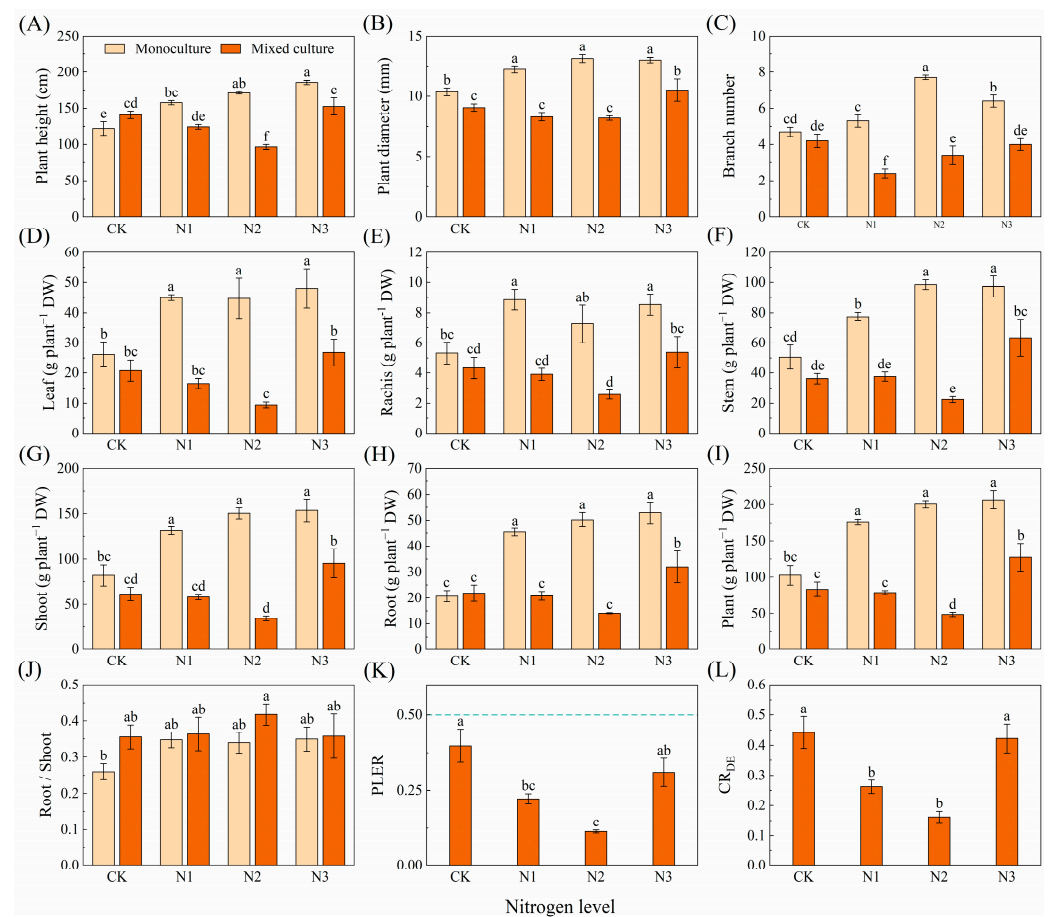 (A)
(B)
(C)
250
200
150
100
50
0
Plant height (cm)
Monoculture
Mixed culture
e cd bc de ab f a c
CK N1 N2 N3
15
10
5
0
Plant diameter (mm)
b c a c a c a b
CK N1 N2 N3
10
8
6
4
2
0
Branch number
cd de c f a e b de
CK N1 N2 N3
(D)
(E)
(F)
60
50
40
30
20
10
0
Leaf (g plant⁻¹ DW)
b bc a bc a c a b
CK N1 N2 N3
12
10
8
6
4
2
0
Rachis (g plant⁻¹ DW)
bc cd a cd ab d a bc
CK N1 N2 N3
120
100
80
60
40
20
0
Stem (g plant⁻¹ DW)
cd de b de a e a bc
CK N1 N2 N3
(G)
(H)
(I)
200
150
100
50
0
Shoot (g plant⁻¹ DW)
bc cd a cd a d a b
CK N1 N2 N3
70
60
50
40
30
20
10
0
Root (g plant⁻¹ DW)
c c a c a c a b
CK N1 N2 N3
250
200
150
100
50
0
Plant (g plant⁻¹ DW)
bc c a c a d a b
CK N1 N2 N3
(J)
(K)
(L)
0.5
0.4
0.3
0.2
0.1
0.0
Root / Shoot
b ab ab ab ab a ab ab
CK N1 N2 N3
0.50
0.25
0.00
PLER
a bc c ab
CK N1 N2 N3
0.6
0.5
0.4
0.3
0.2
0.1
0.0
CR_DE
a b b a
CK N1 N2 N3
Nitrogen level